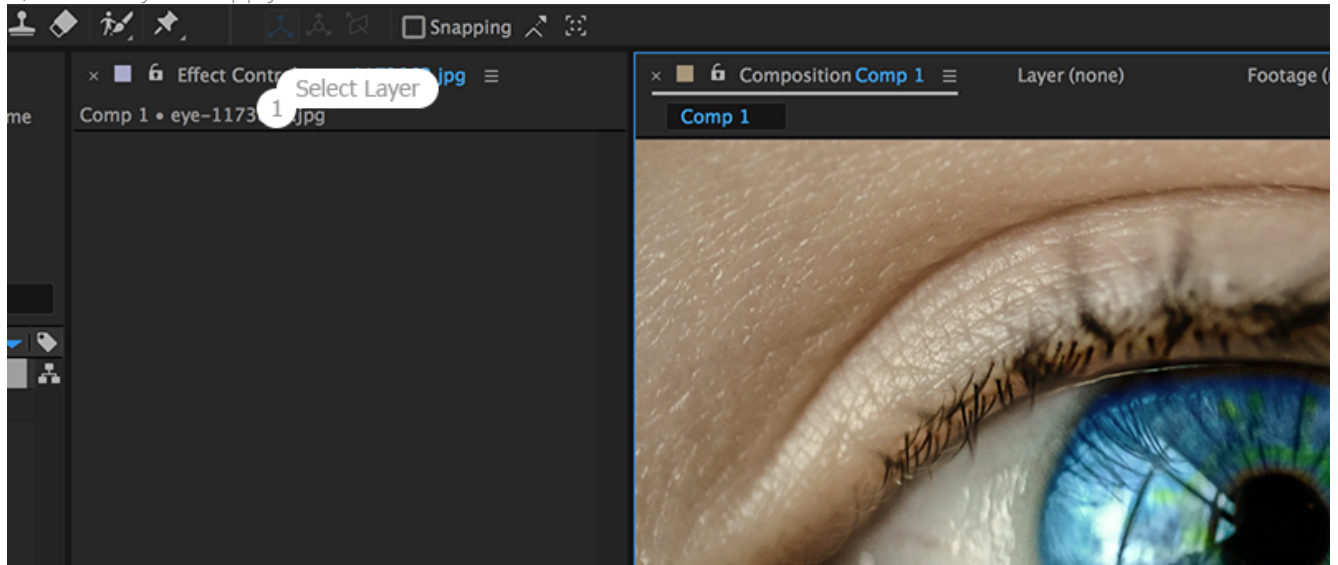 Snapping
Effect Contr jpg
Select Layer
Composition Comp 1
Layer (none)
Footage (
me
Comp 1 • eye-1173 jpg
1
Comp 1